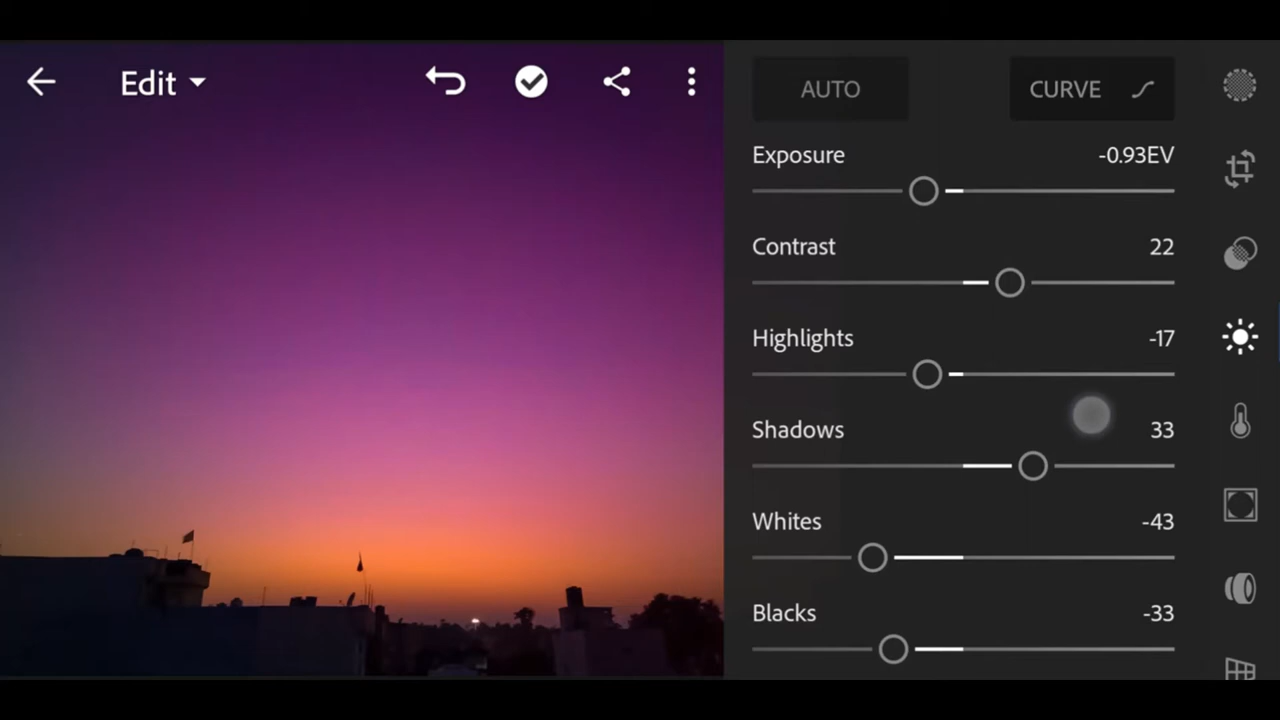 Edit
AUTO
CURVE
Exposure -0.93EV
Contrast 22
Highlights -17
Shadows 33
Whites -43
Blacks -33